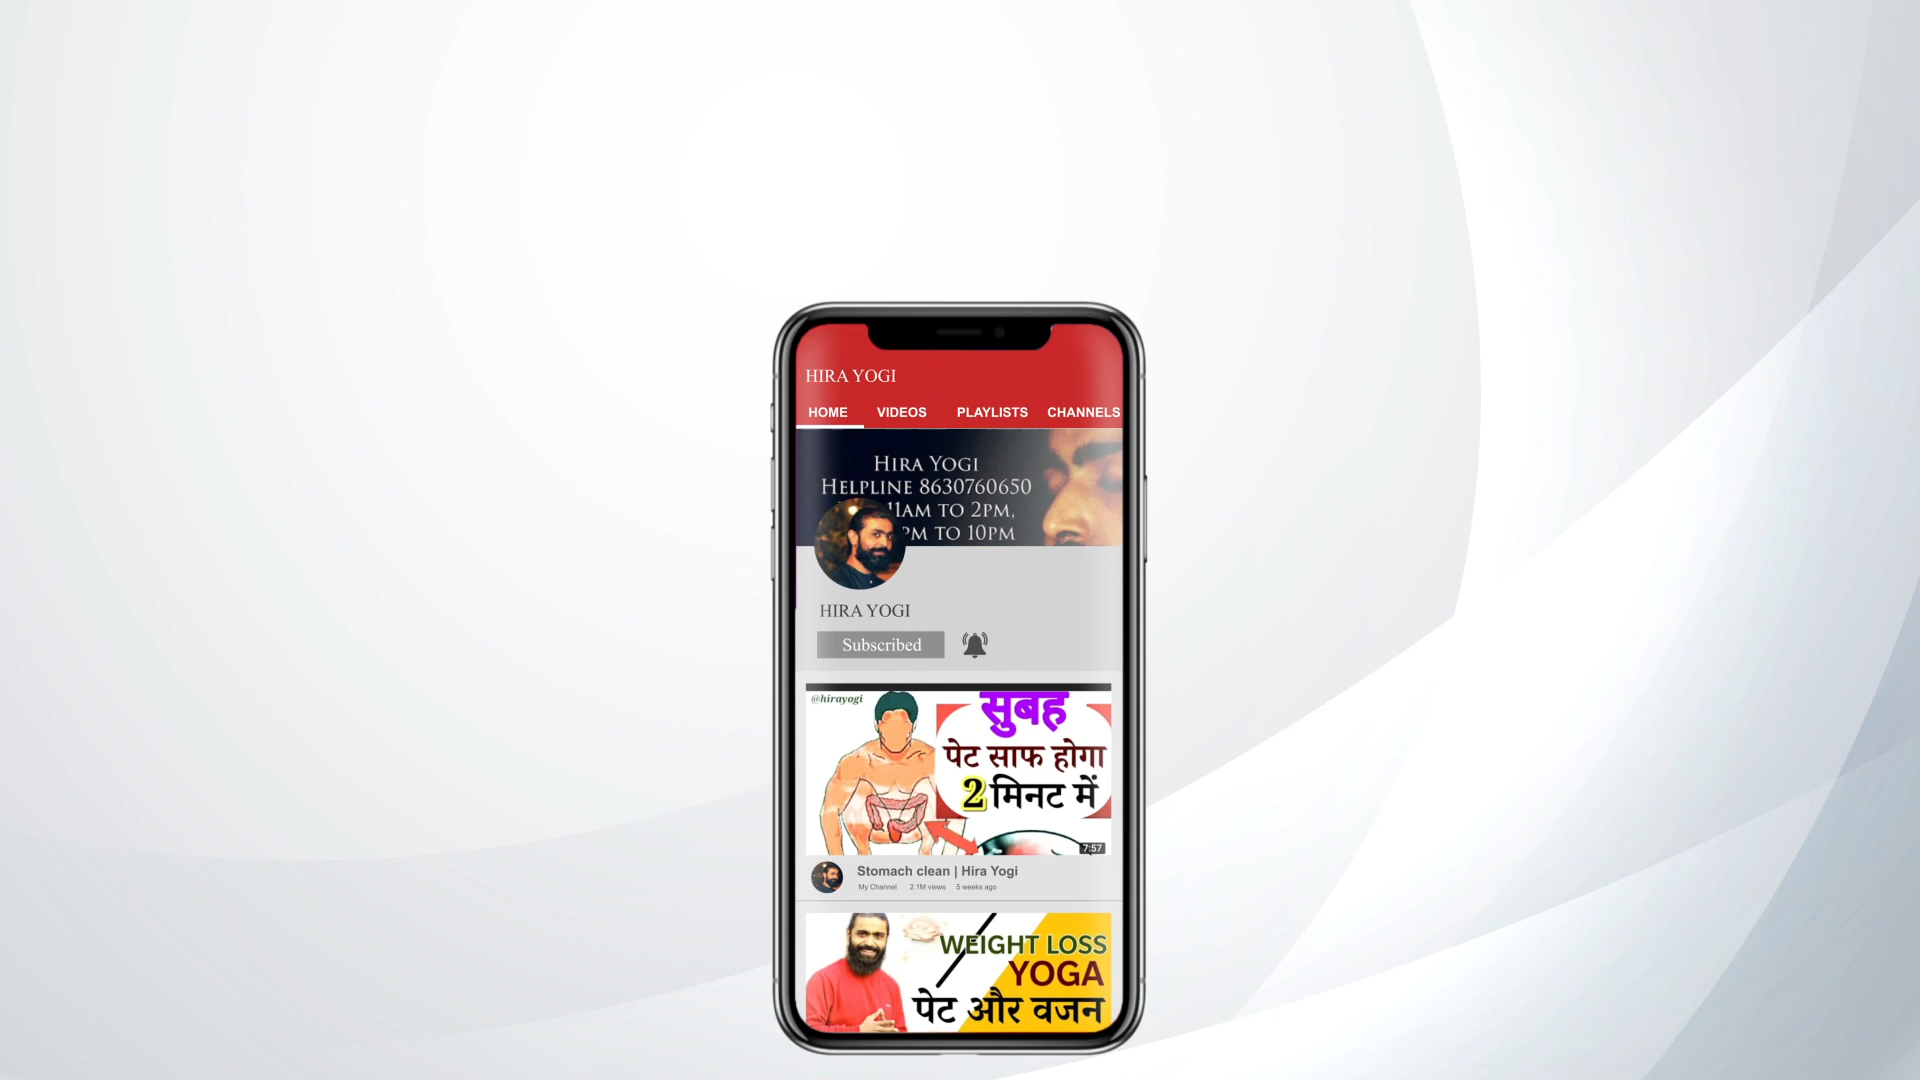 HIRA YOGI
HOME VIDEOS PLAYLISTS CHANNELS
HIRA YOGI
HELPLINE 8630760650
11AM TO 2PM,
PM TO 10PM
HIRA YOGI
Subscribed
@hirayogi
सुबह
पेट साफ होगा
2 मिनट में
7:57
Stomach clean | Hira Yogi
My Channel 2.1M views 5 weeks ago
WEIGHT LOSS
YOGA
पेट और वजन